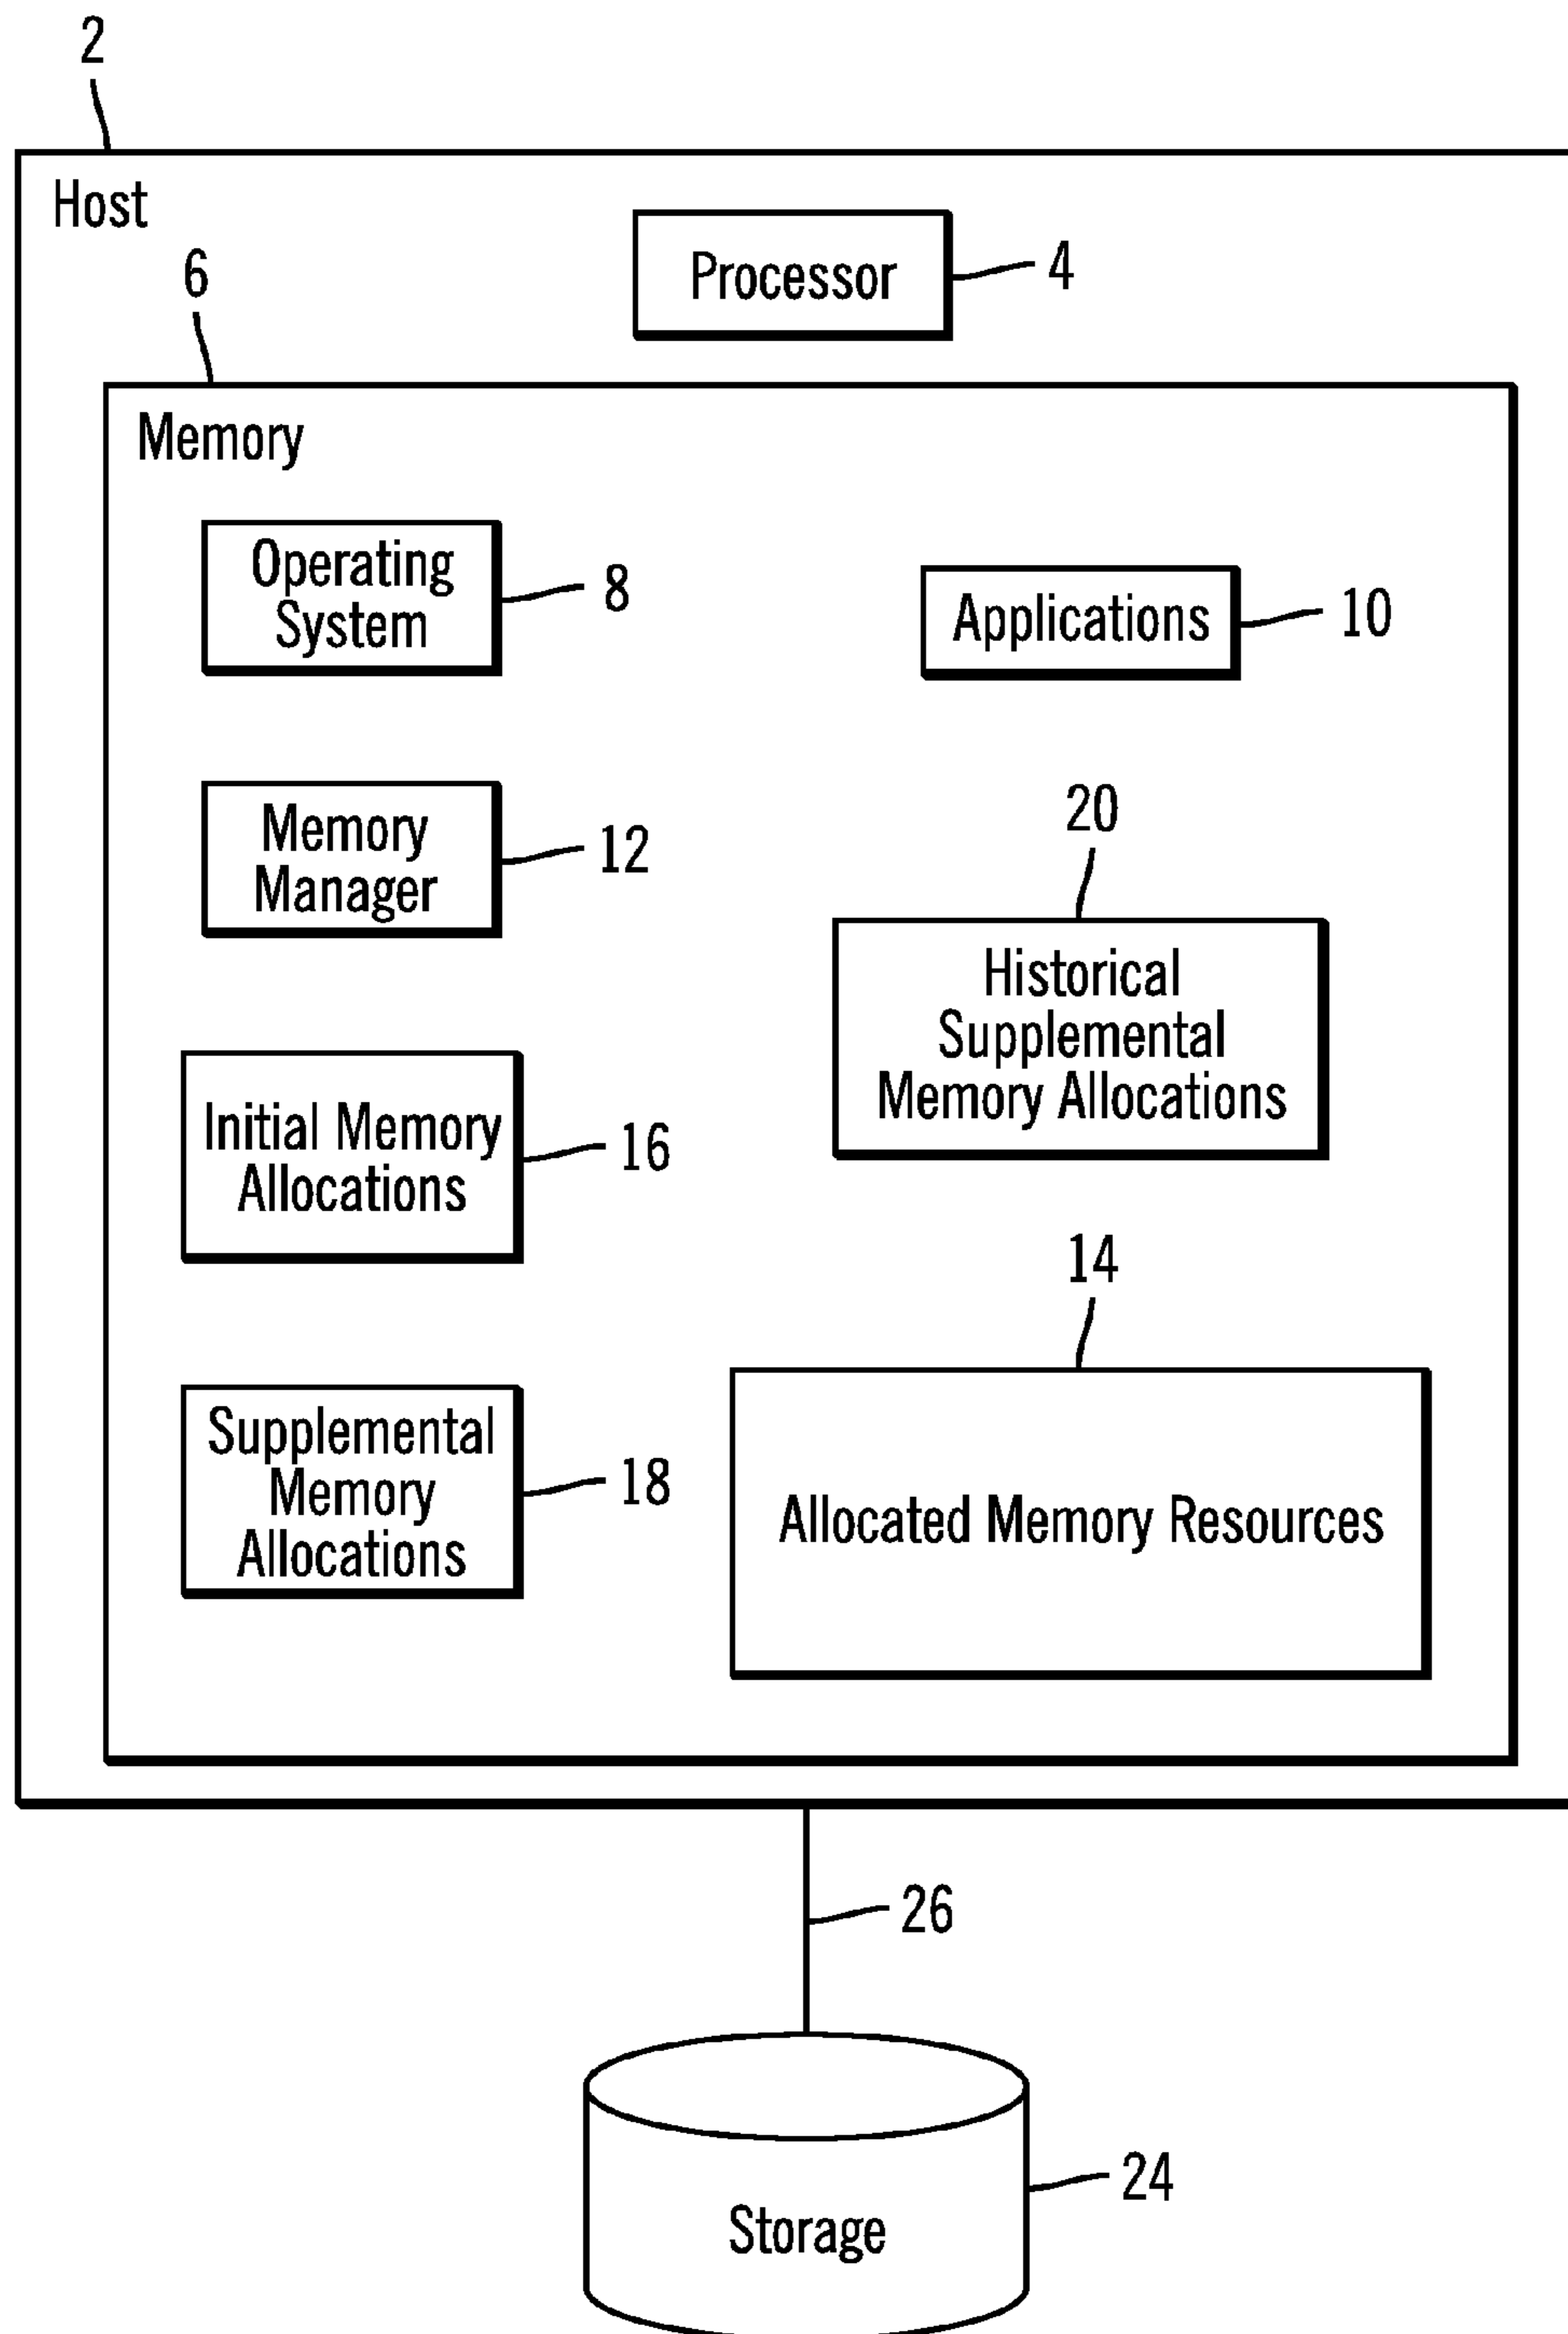 2
Host
Processor
4
6
Memory
Operating
System
8
Applications
10
Memory
Manager
12
20
Historical
Supplemental
Memory Allocations
Initial Memory
Allocations
16
14
Supplemental
Memory
Allocations
18
Allocated Memory Resources
26
24
Storage